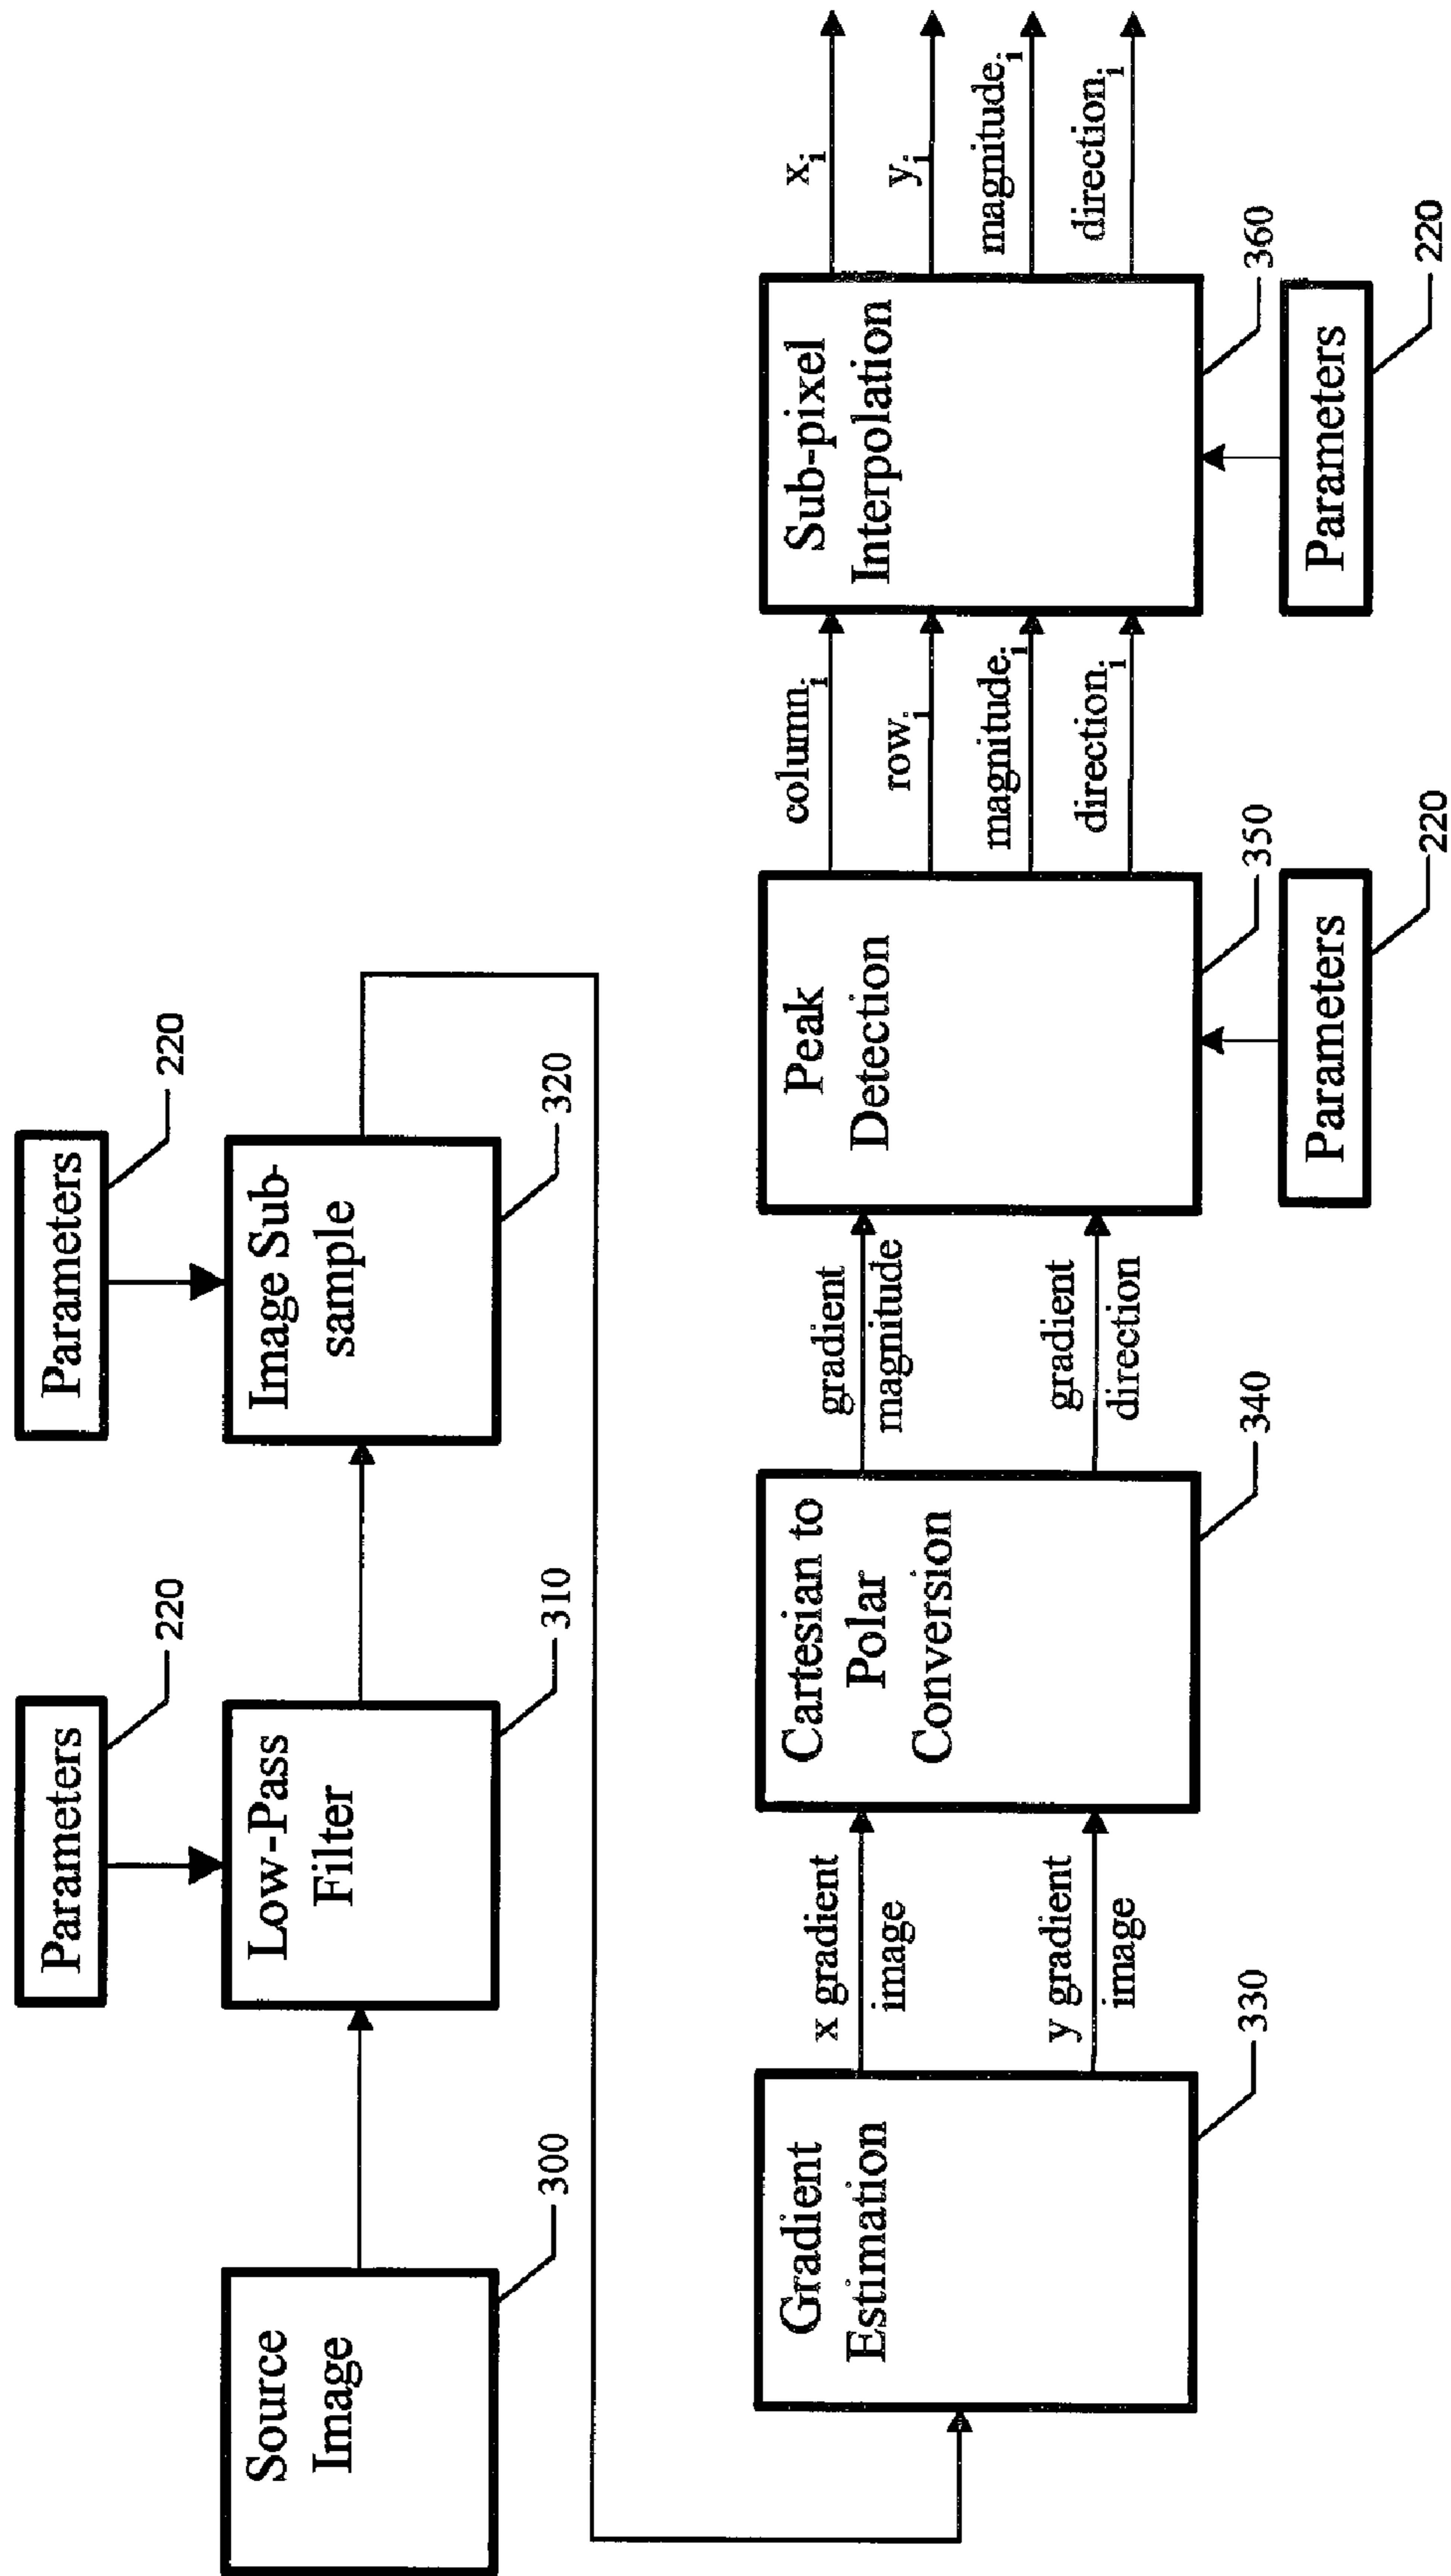 Parameters
220
Parameters
220
Source
Image
300
Low-Pass
Filter
310
Image Sub-
sample
320
Gradient
Estimation
330
x gradient
image
y gradient
image
Cartesian to
Polar
Conversion
340
gradient
magnitude
gradient
direction
Peak
Detection
350
Parameters
220
column_i
row_i
magnitude_i
direction_i
Sub-pixel
Interpolation
360
Parameters
220
x_i
y_i
magnitude_i
direction_i